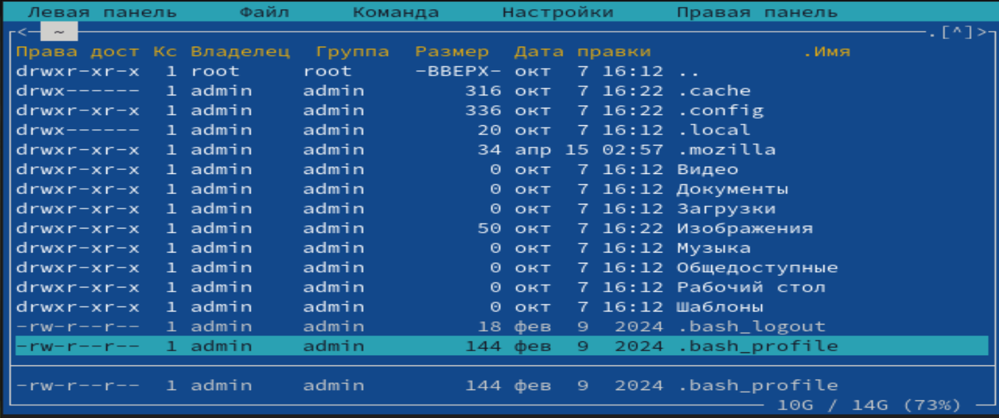 Левая панель Файл Команда Настройки Правая панель
<─ ~ .[^]>
Права дост Кс Владелец Группа Размер Дата правки .Имя
drwxr-xr-x 1 root root -ВВЕРХ- окт 7 16:12 ..
drwx------ 1 admin admin 316 окт 7 16:22 .cache
drwxr-xr-x 1 admin admin 336 окт 7 16:22 .config
drwx------ 1 admin admin 20 окт 7 16:12 .local
drwxr-xr-x 1 admin admin 34 апр 15 02:57 .mozilla
drwxr-xr-x 1 admin admin 0 окт 7 16:12 Видео
drwxr-xr-x 1 admin admin 0 окт 7 16:12 Документы
drwxr-xr-x 1 admin admin 0 окт 7 16:12 Загрузки
drwxr-xr-x 1 admin admin 50 окт 7 16:22 Изображения
drwxr-xr-x 1 admin admin 0 окт 7 16:12 Музыка
drwxr-xr-x 1 admin admin 0 окт 7 16:12 Общедоступные
drwxr-xr-x 1 admin admin 0 окт 7 16:12 Рабочий стол
drwxr-xr-x 1 admin admin 0 окт 7 16:12 Шаблоны
-rw-r--r-- 1 admin admin 18 фев 9 2024 .bash_logout
-rw-r--r-- 1 admin admin 144 фев 9 2024 .bash_profile
-rw-r--r-- 1 admin admin 144 фев 9 2024 .bash_profile
10G / 14G (73%)